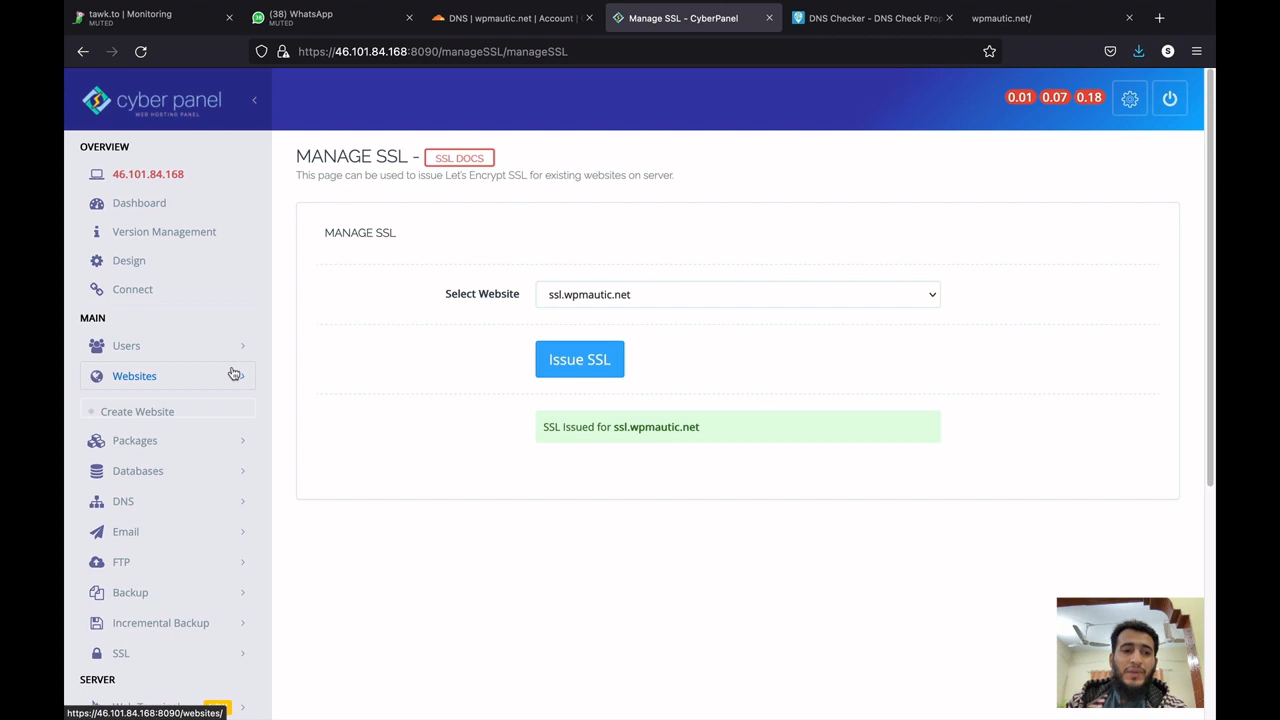 tawk.to | Monitoring
MUTED
(38) WhatsApp
MUTED
DNS | wpmautic.net | Account |
Manage SSL - CyberPanel
DNS Checker - DNS Check Pro
wpmautic.net/
https://46.101.84.168:8090/manageSSL/manageSSL
S
cyber panel
WEB HOSTING PANEL
0.01
0.07
0.18
OVERVIEW
46.101.84.168
Dashboard
Version Management
Design
Connect
MAIN
Users
Websites
Create Website
Packages
Databases
DNS
Email
FTP
Backup
Incremental Backup
SSL
SERVER
https://46.101.84.168:8090/websites/
MANAGE SSL - SSL DOCS
This page can be used to issue Let's Encrypt SSL for existing websites on server.
MANAGE SSL
Select Website
ssl.wpmautic.net
Issue SSL
SSL Issued for ssl.wpmautic.net